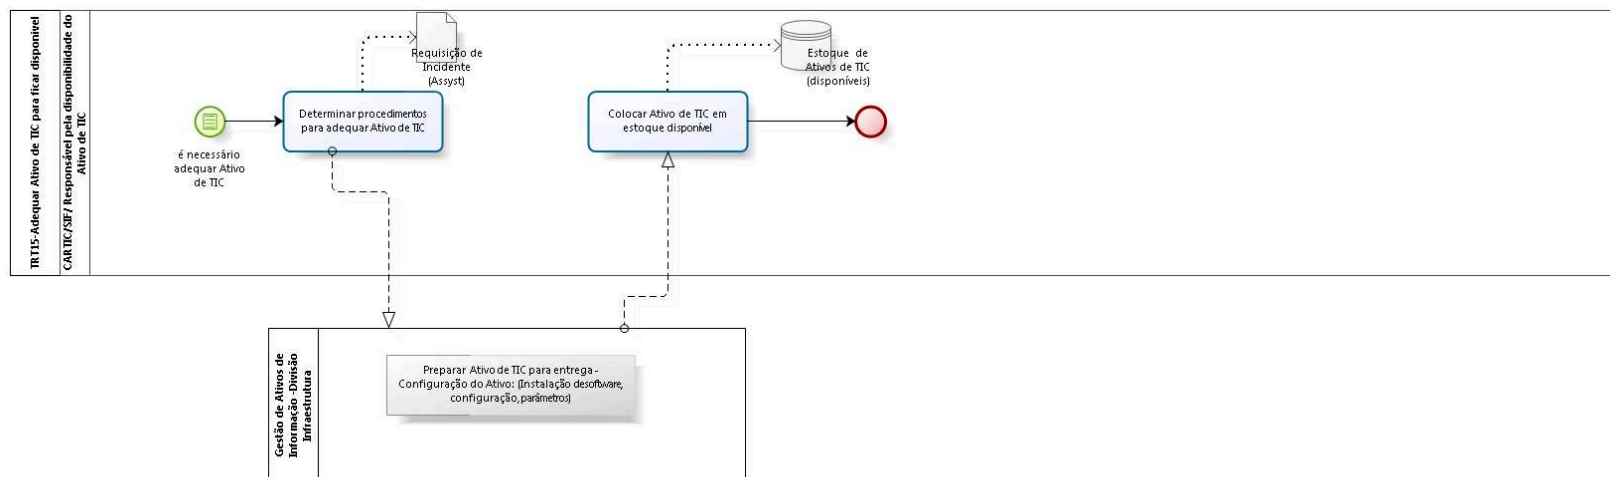 TRT15-Adequar Ativo de TIC para ficar disponível
CARTIC/SIF/ Responsável pela disponibilidade do
Ativo de TIC
é necessário
adequar Ativo
de TIC
Determinar procedimentos
para adequar Ativo de TIC
Requisição de
Incidente
(Assyst)
Colocar Ativo de TIC em
estoque disponível
Estoque de
Ativos de TIC
(disponíveis)
Gestão de Ativos de
Informação -Divisão
Infraestrutura
Preparar Ativo de TIC para entrega -
Configuração do Ativo: (Instalação desoftware,
configuração, parâmetros)